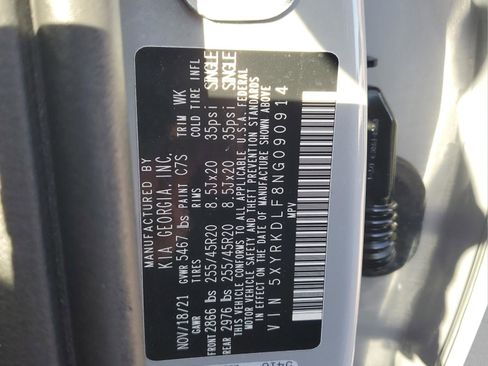 MANUFACTURED BY
KIA GEORGIA, INC.
NOV/18/21 GVWR 5467 lbs PAINT C7S TRIM WK
GAWR TIRES RIMS COLD TIRE INFL
FRONT 2866 lbs 255/45R20 8.5JX20 35psi SINGLE
REAR 2976 lbs 255/45R20 8.5JX20 35psi SINGLE
THIS VEHICLE CONFORMS TO ALL APPLICABLE U.S.A. FEDERAL
MOTOR VEHICLE SAFETY AND THEFT PREVENTION STANDARDS
IN EFFECT ON THE DATE OF MANUFACTURE SHOWN ABOVE
MPV
VIN 5XYRKDLF8NG090914